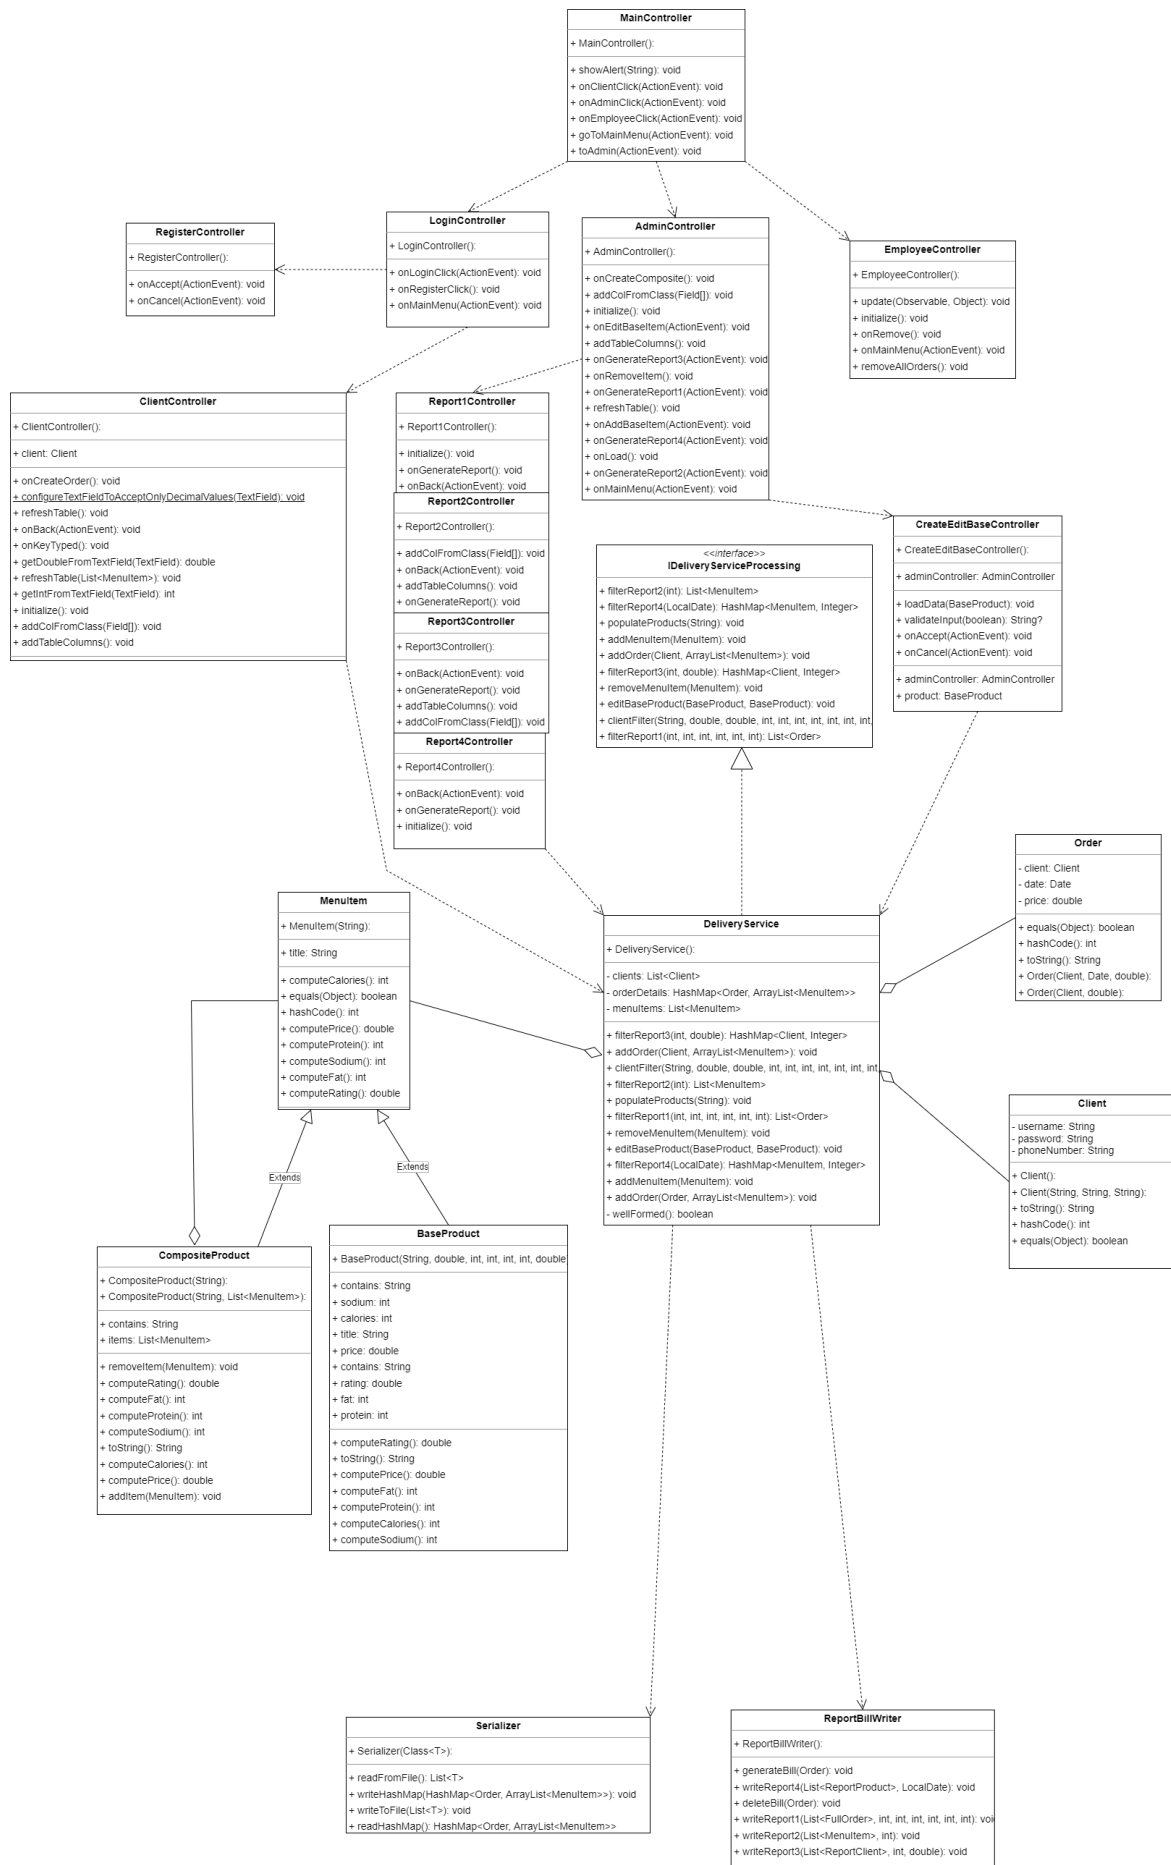 MainController
+ MainController():
+ showAlert(String): void
+ onClientClick(ActionEvent): void
+ onAdminClick(ActionEvent): void
+ onEmployeeClick(ActionEvent): void
+ goToMainMenu(ActionEvent): void
+ toAdmin(ActionEvent): void
RegisterController
+ RegisterController():
+ onAccept(ActionEvent): void
+ onCancel(ActionEvent): void
LoginController
+ LoginController():
+ onLoginClick(ActionEvent): void
+ onRegisterClick(): void
+ onMainMenu(ActionEvent): void
AdminController
+ AdminController():
+ onCreateComposite(): void
+ addColFromClass(Field[]): void
+ initialize(): void
+ onEditBaseItem(ActionEvent): void
+ addTableColumns(): void
+ onGenerateReport3(ActionEvent): void
+ onRemoveItem(): void
+ onGenerateReport1(ActionEvent): void
+ refreshTable(): void
+ onAddBaseItem(ActionEvent): void
+ onGenerateReport4(ActionEvent): void
+ onLoad(): void
+ onGenerateReport2(ActionEvent): void
+ onMainMenu(ActionEvent): void
EmployeeController
+ EmployeeController():
+ update(Observable, Object): void
+ initialize(): void
+ onRemove(): void
+ onMainMenu(ActionEvent): void
+ removeAllOrders(): void
ClientController
+ ClientController():
+ client: Client
+ onCreateOrder(): void
+ configureTextFieldToAcceptOnlyDecimalValues(TextField): void
+ refreshTable(): void
+ onBack(ActionEvent): void
+ onKeyTyped(): void
+ getDoubleFromTextField(TextField): double
+ refreshTable(List<MenuItem>): void
+ getIntFromTextField(TextField): int
+ initialize(): void
+ addColFromClass(Field[]): void
+ addTableColumns(): void
Report1Controller
+ Report1Controller():
+ initialize(): void
+ onGenerateReport(): void
+ onBack(ActionEvent): void
Report2Controller
+ Report2Controller():
+ addColFromClass(Field[]): void
+ onBack(ActionEvent): void
+ addTableColumns(): void
+ onGenerateReport(): void
Report3Controller
+ Report3Controller():
+ onBack(ActionEvent): void
+ onGenerateReport(): void
+ addTableColumns(): void
+ addColFromClass(Field[]): void
Report4Controller
+ Report4Controller():
+ onBack(ActionEvent): void
+ onGenerateReport(): void
+ initialize(): void
<<interface>>
IDeliveryServiceProcessing
+ filterReport2(int): List<MenuItem>
+ filterReport4(LocalDate): HashMap<MenuItem, Integer>
+ populateProducts(String): void
+ addMenuItem(MenuItem): void
+ addOrder(Client, ArrayList<MenuItem>): void
+ filterReport3(int, double): HashMap<Client, Integer>
+ removeMenuItem(MenuItem): void
+ editBaseProduct(BaseProduct, BaseProduct): void
+ clientFilter(String, double, double, int, int, int, int, int, int, int,
+ filterReport1(int, int, int, int, int, int): List<Order>
CreateEditBaseController
+ CreateEditBaseController():
+ adminController: AdminController
+ loadData(BaseProduct): void
+ validateInput(boolean): String?
+ onAccept(ActionEvent): void
+ onCancel(ActionEvent): void
+ adminController: AdminController
+ product: BaseProduct
Order
- client: Client
- date: Date
- price: double
+ equals(Object): boolean
+ hashCode(): int
+ toString(): String
+ Order(Client, Date, double):
+ Order(Client, double):
MenuItem
+ MenuItem(String):
+ title: String
+ computeCalories(): int
+ equals(Object): boolean
+ hashCode(): int
+ computePrice(): double
+ computeProtein(): int
+ computeSodium(): int
+ computeFat(): int
+ computeRating(): double
DeliveryService
+ DeliveryService():
- clients: List<Client>
- orderDetails: HashMap<Order, ArrayList<MenuItem>>
- menuItems: List<MenuItem>
+ filterReport3(int, double): HashMap<Client, Integer>
+ addOrder(Client, ArrayList<MenuItem>): void
+ clientFilter(String, double, double, int, int, int, int, int, int, int
+ filterReport2(int): List<MenuItem>
+ populateProducts(String): void
+ filterReport1(int, int, int, int, int, int): List<Order>
+ removeMenuItem(MenuItem): void
+ editBaseProduct(BaseProduct, BaseProduct): void
+ filterReport4(LocalDate): HashMap<MenuItem, Integer>
+ addMenuItem(MenuItem): void
+ addOrder(Order, ArrayList<MenuItem>): void
- wellFormed(): boolean
Client
- username: String
- password: String
- phoneNumber: String
+ Client():
+ Client(String, String, String):
+ toString(): String
+ hashCode(): int
+ equals(Object): boolean
Extends
Extends
CompositeProduct
+ CompositeProduct(String):
+ CompositeProduct(String, List<MenuItem>):
+ contains: String
+ items: List<MenuItem>
+ removeItem(MenuItem): void
+ computeRating(): double
+ computeFat(): int
+ computeProtein(): int
+ computeSodium(): int
+ toString(): String
+ computeCalories(): int
+ computePrice(): double
+ addItem(MenuItem): void
BaseProduct
+ BaseProduct(String, double, int, int, int, int, double
+ contains: String
+ sodium: int
+ calories: int
+ title: String
+ price: double
+ contains: String
+ rating: double
+ fat: int
+ protein: int
+ computeRating(): double
+ toString(): String
+ computePrice(): double
+ computeFat(): int
+ computeProtein(): int
+ computeCalories(): int
+ computeSodium(): int
Serializer
+ Serializer(Class<T>):
+ readFromFile(): List<T>
+ writeHashMap(HashMap<Order, ArrayList<MenuItem>>): void
+ writeToFile(List<T>): void
+ readHashMap(): HashMap<Order, ArrayList<MenuItem>>
ReportBillWriter
+ ReportBillWriter():
+ generateBill(Order): void
+ writeReport4(List<ReportProduct>, LocalDate): void
+ deleteBill(Order): void
+ writeReport1(List<FullOrder>, int, int, int, int, int, int): void
+ writeReport2(List<MenuItem>, int): void
+ writeReport3(List<ReportClient>, int, double): void